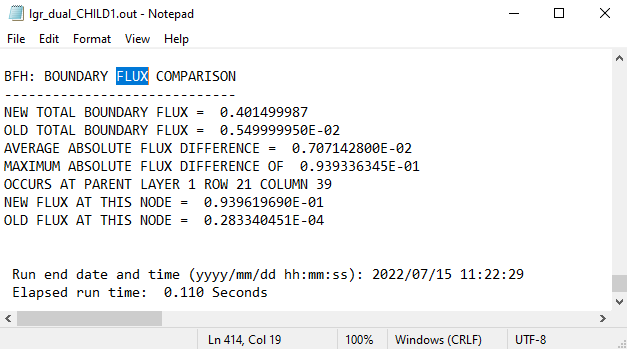 lgr_dual_CHILD1.out - Notepad
File Edit Format View Help
BFH: BOUNDARY FLUX COMPARISON
----------------------------
NEW TOTAL BOUNDARY FLUX =  0.401499987
OLD TOTAL BOUNDARY FLUX =  0.549999950E-02
AVERAGE ABSOLUTE FLUX DIFFERENCE =  0.707142800E-02
MAXIMUM ABSOLUTE FLUX DIFFERENCE OF  0.939336345E-01
OCCURS AT PARENT LAYER 1 ROW 21 COLUMN 39
NEW FLUX AT THIS NODE =  0.939619690E-01
OLD FLUX AT THIS NODE =  0.283340451E-04
Run end date and time (yyyy/mm/dd hh:mm:ss): 2022/07/15 11:22:29
Elapsed run time:  0.110 Seconds
Ln 414, Col 19 100% Windows (CRLF) UTF-8